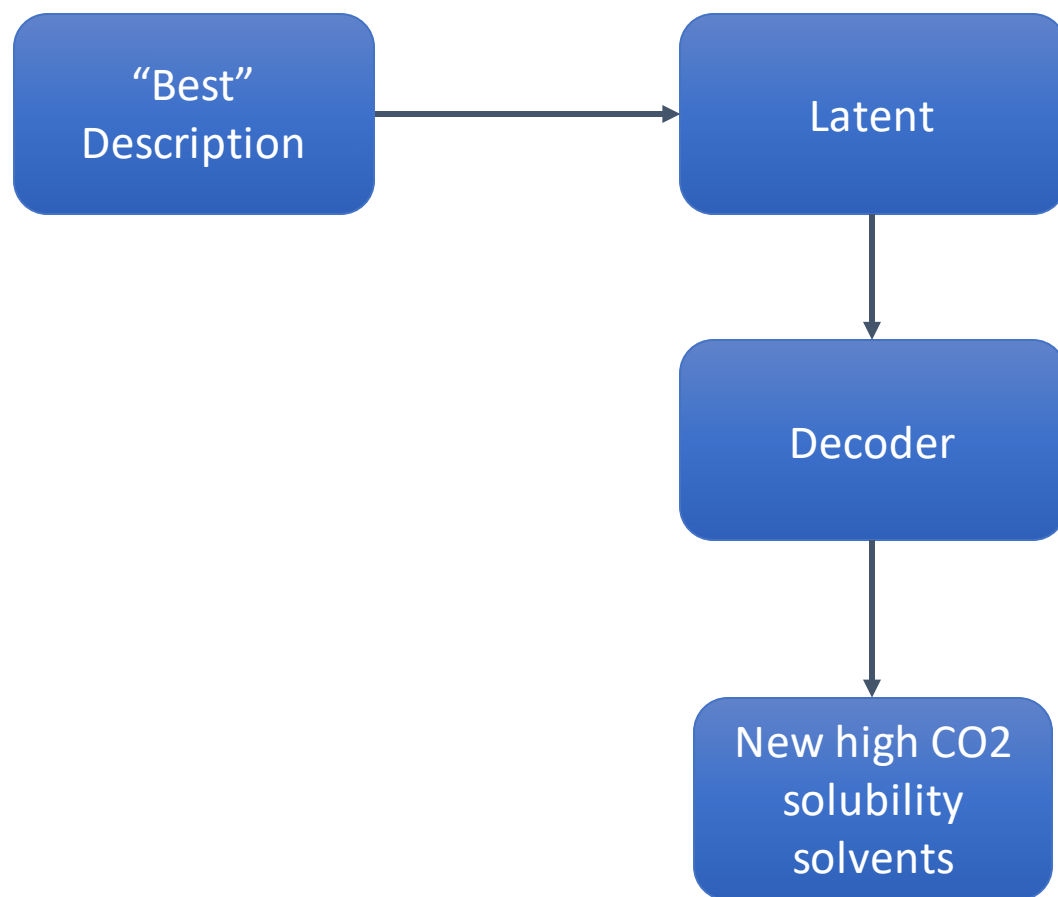 “Best”
Description
Latent
Decoder
New high CO2
solubility
solvents